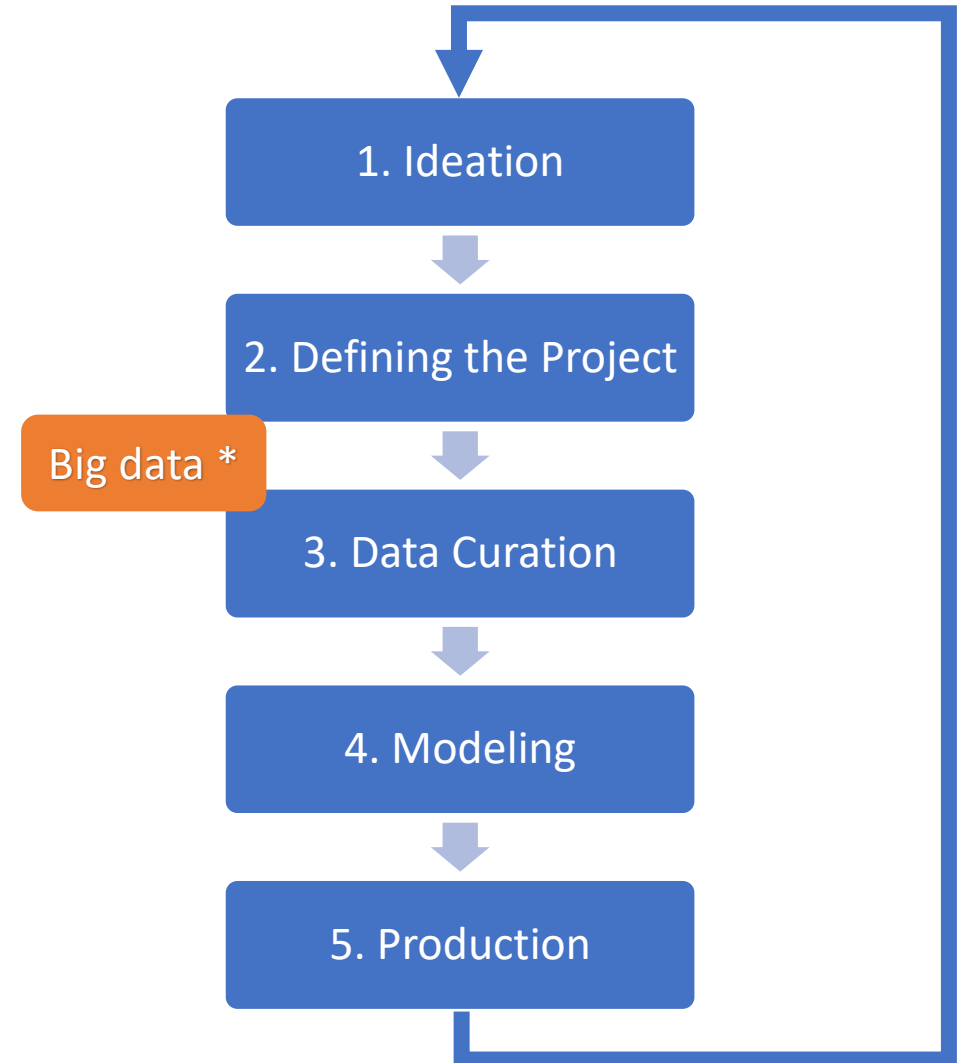 1. Ideation
2. Defining the Project
Big data *
3. Data Curation
4. Modeling
5. Production